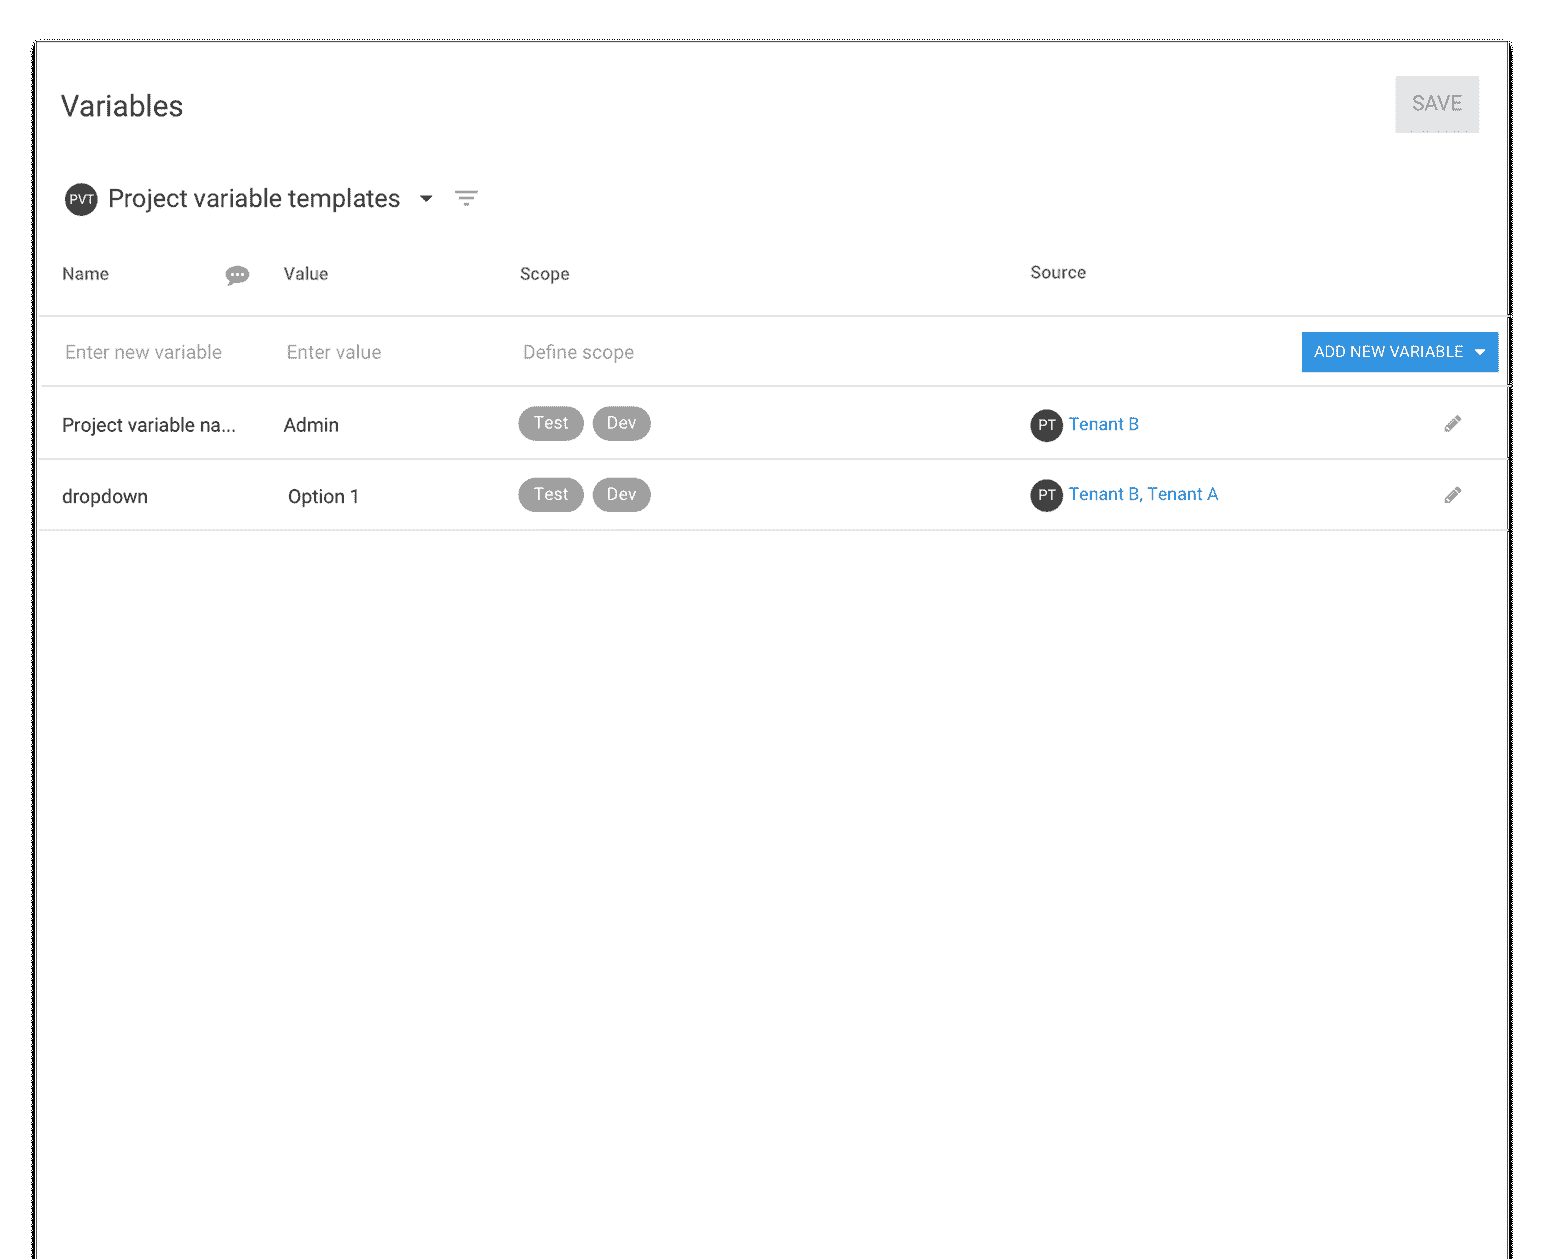 Variables
SAVE
PVT Project variable templates
Name Value Scope Source
Enter new variable Enter value Define scope ADD NEW VARIABLE
Project variable na... Admin Test Dev PT Tenant B
dropdown Option 1 Test Dev PT Tenant B, Tenant A